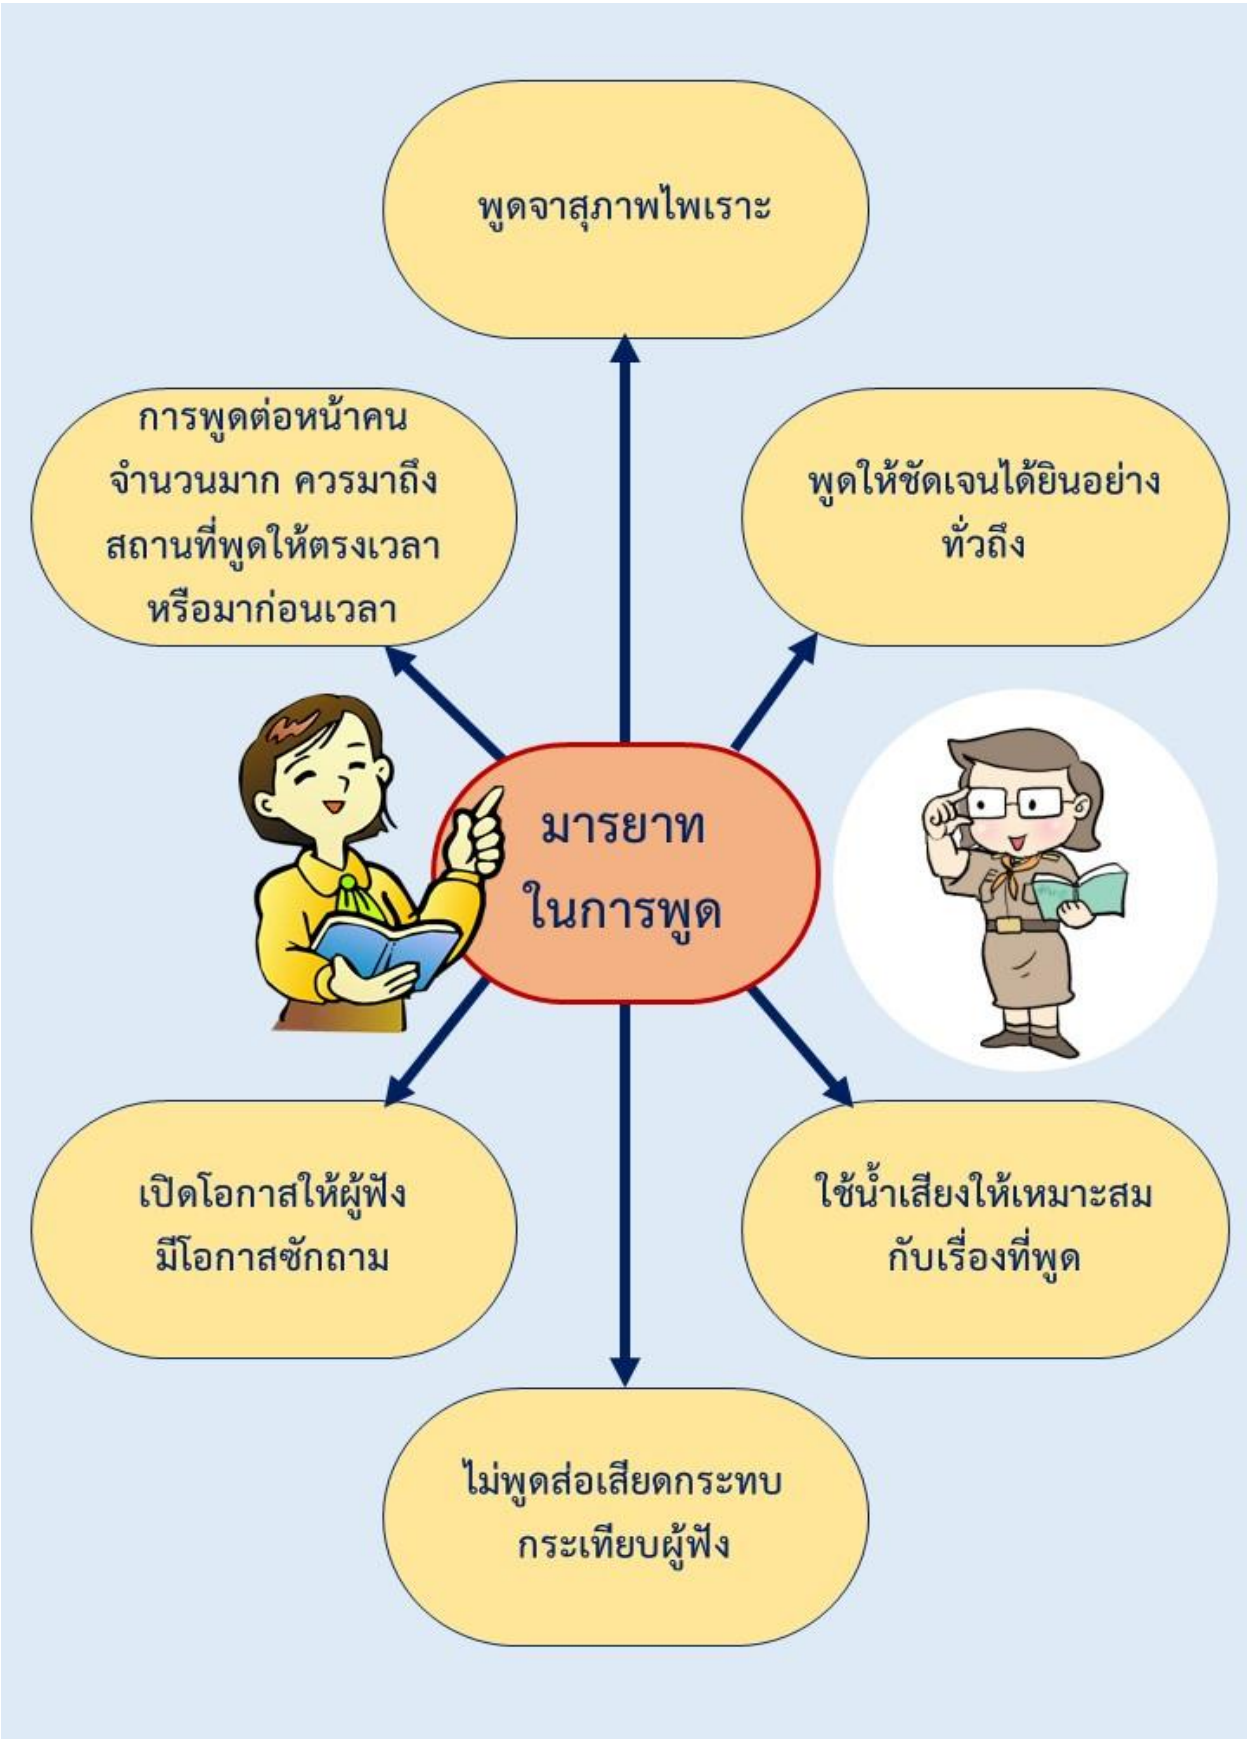 พูดจาสุภาพไพเราะ
การพูดต่อหน้าคน
จำนวนมาก ควรมาถึง
สถานที่พูดให้ตรงเวลา
หรือมาก่อนเวลา
พูดให้ชัดเจนได้ยินอย่าง
ทั่วถึง
มารยาท
ในการพูด
เปิดโอกาสให้ผู้ฟัง
มีโอกาสซักถาม
ใช้น้ำเสียงให้เหมาะสม
กับเรื่องที่พูด
ไม่พูดส่อเสียดกระทบ
กระเทียบผู้ฟัง